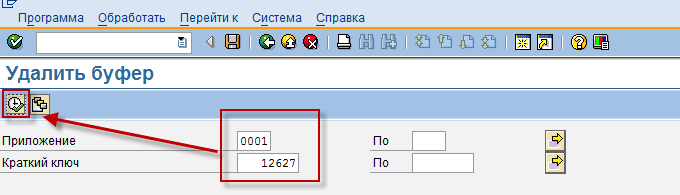 Программа Обработать Перейти к Система Справка
Удалить буфер
Приложение 0001 По
Краткий ключ 12627 По